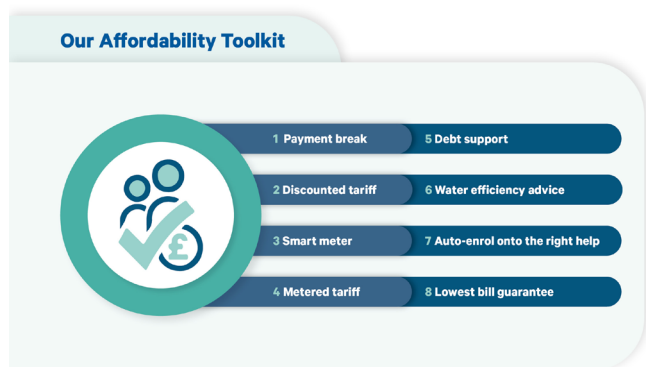 Our Affordability Toolkit
1 Payment break
2 Discounted tariff
3 Smart meter
4 Metered tariff
5 Debt support
6 Water efficiency advice
7 Auto-enrol onto the right help
8 Lowest bill guarantee
£